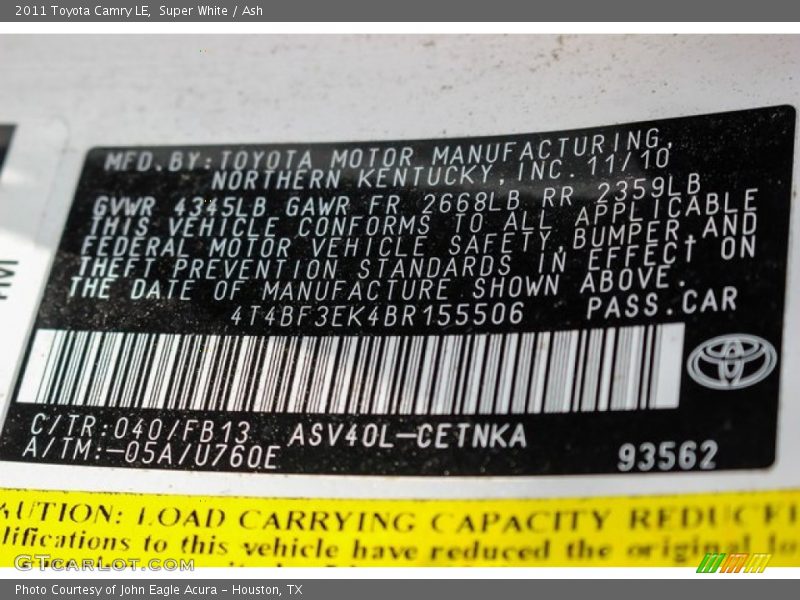 2011 Toyota Camry LE, Super White / Ash
MFD.BY:TOYOTA MOTOR MANUFACTURING,
NORTHERN KENTUCKY,INC.11/10
GVWR 4345LB GAWR FR 2668LB RR 2359LB
THIS VEHICLE CONFORMS TO ALL APPLICABLE
FEDERAL MOTOR VEHICLE SAFETY,BUMPER,AND
THEFT PREVENTION STANDARDS IN EFFECT ON
THE DATE OF MANUFACTURE SHOWN ABOVE.
4T4BF3EK4BR155506 PASS.CAR
C/TR:040/FB13 ASV40L-CETNKA
A/TM:-05A/U760E 93562
CAUTION: LOAD CARRYING CAPACITY REDUCE
to this vehicle have reduced the original
GTcarlot.com
Photo Courtesy of John Eagle Acura - Houston, TX